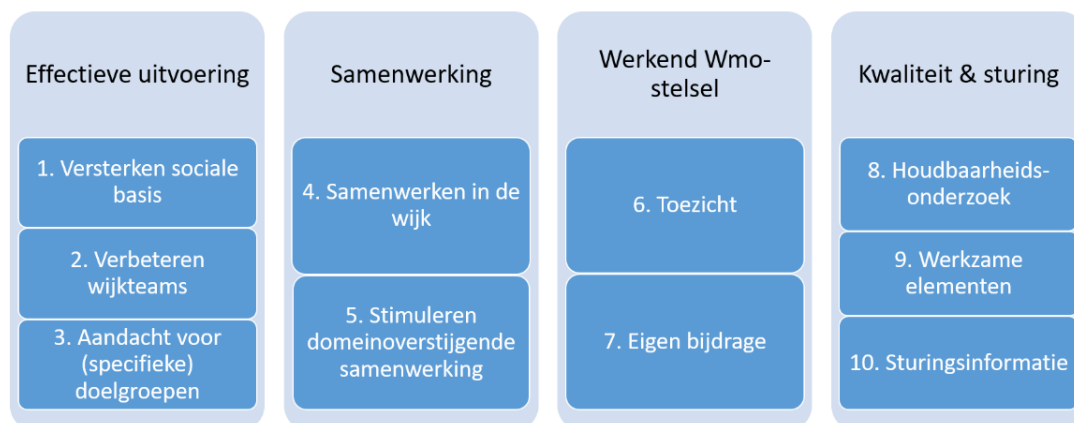 Effectieve uitvoering
1. Versterken sociale
basis
2. Verbeteren
wijkteams
3. Aandacht voor
(specifieke)
doelgroepen
Samenwerking
4. Samenwerken in de
wijk
5. Stimuleren
domeinoverstijgende
samenwerking
Werkend Wmo-
stelsel
6. Toezicht
7. Eigen bijdrage
Kwaliteit & sturing
8. Houdbaarheids-
onderzoek
9. Werkzame
elementen
10. Sturingsinformatie